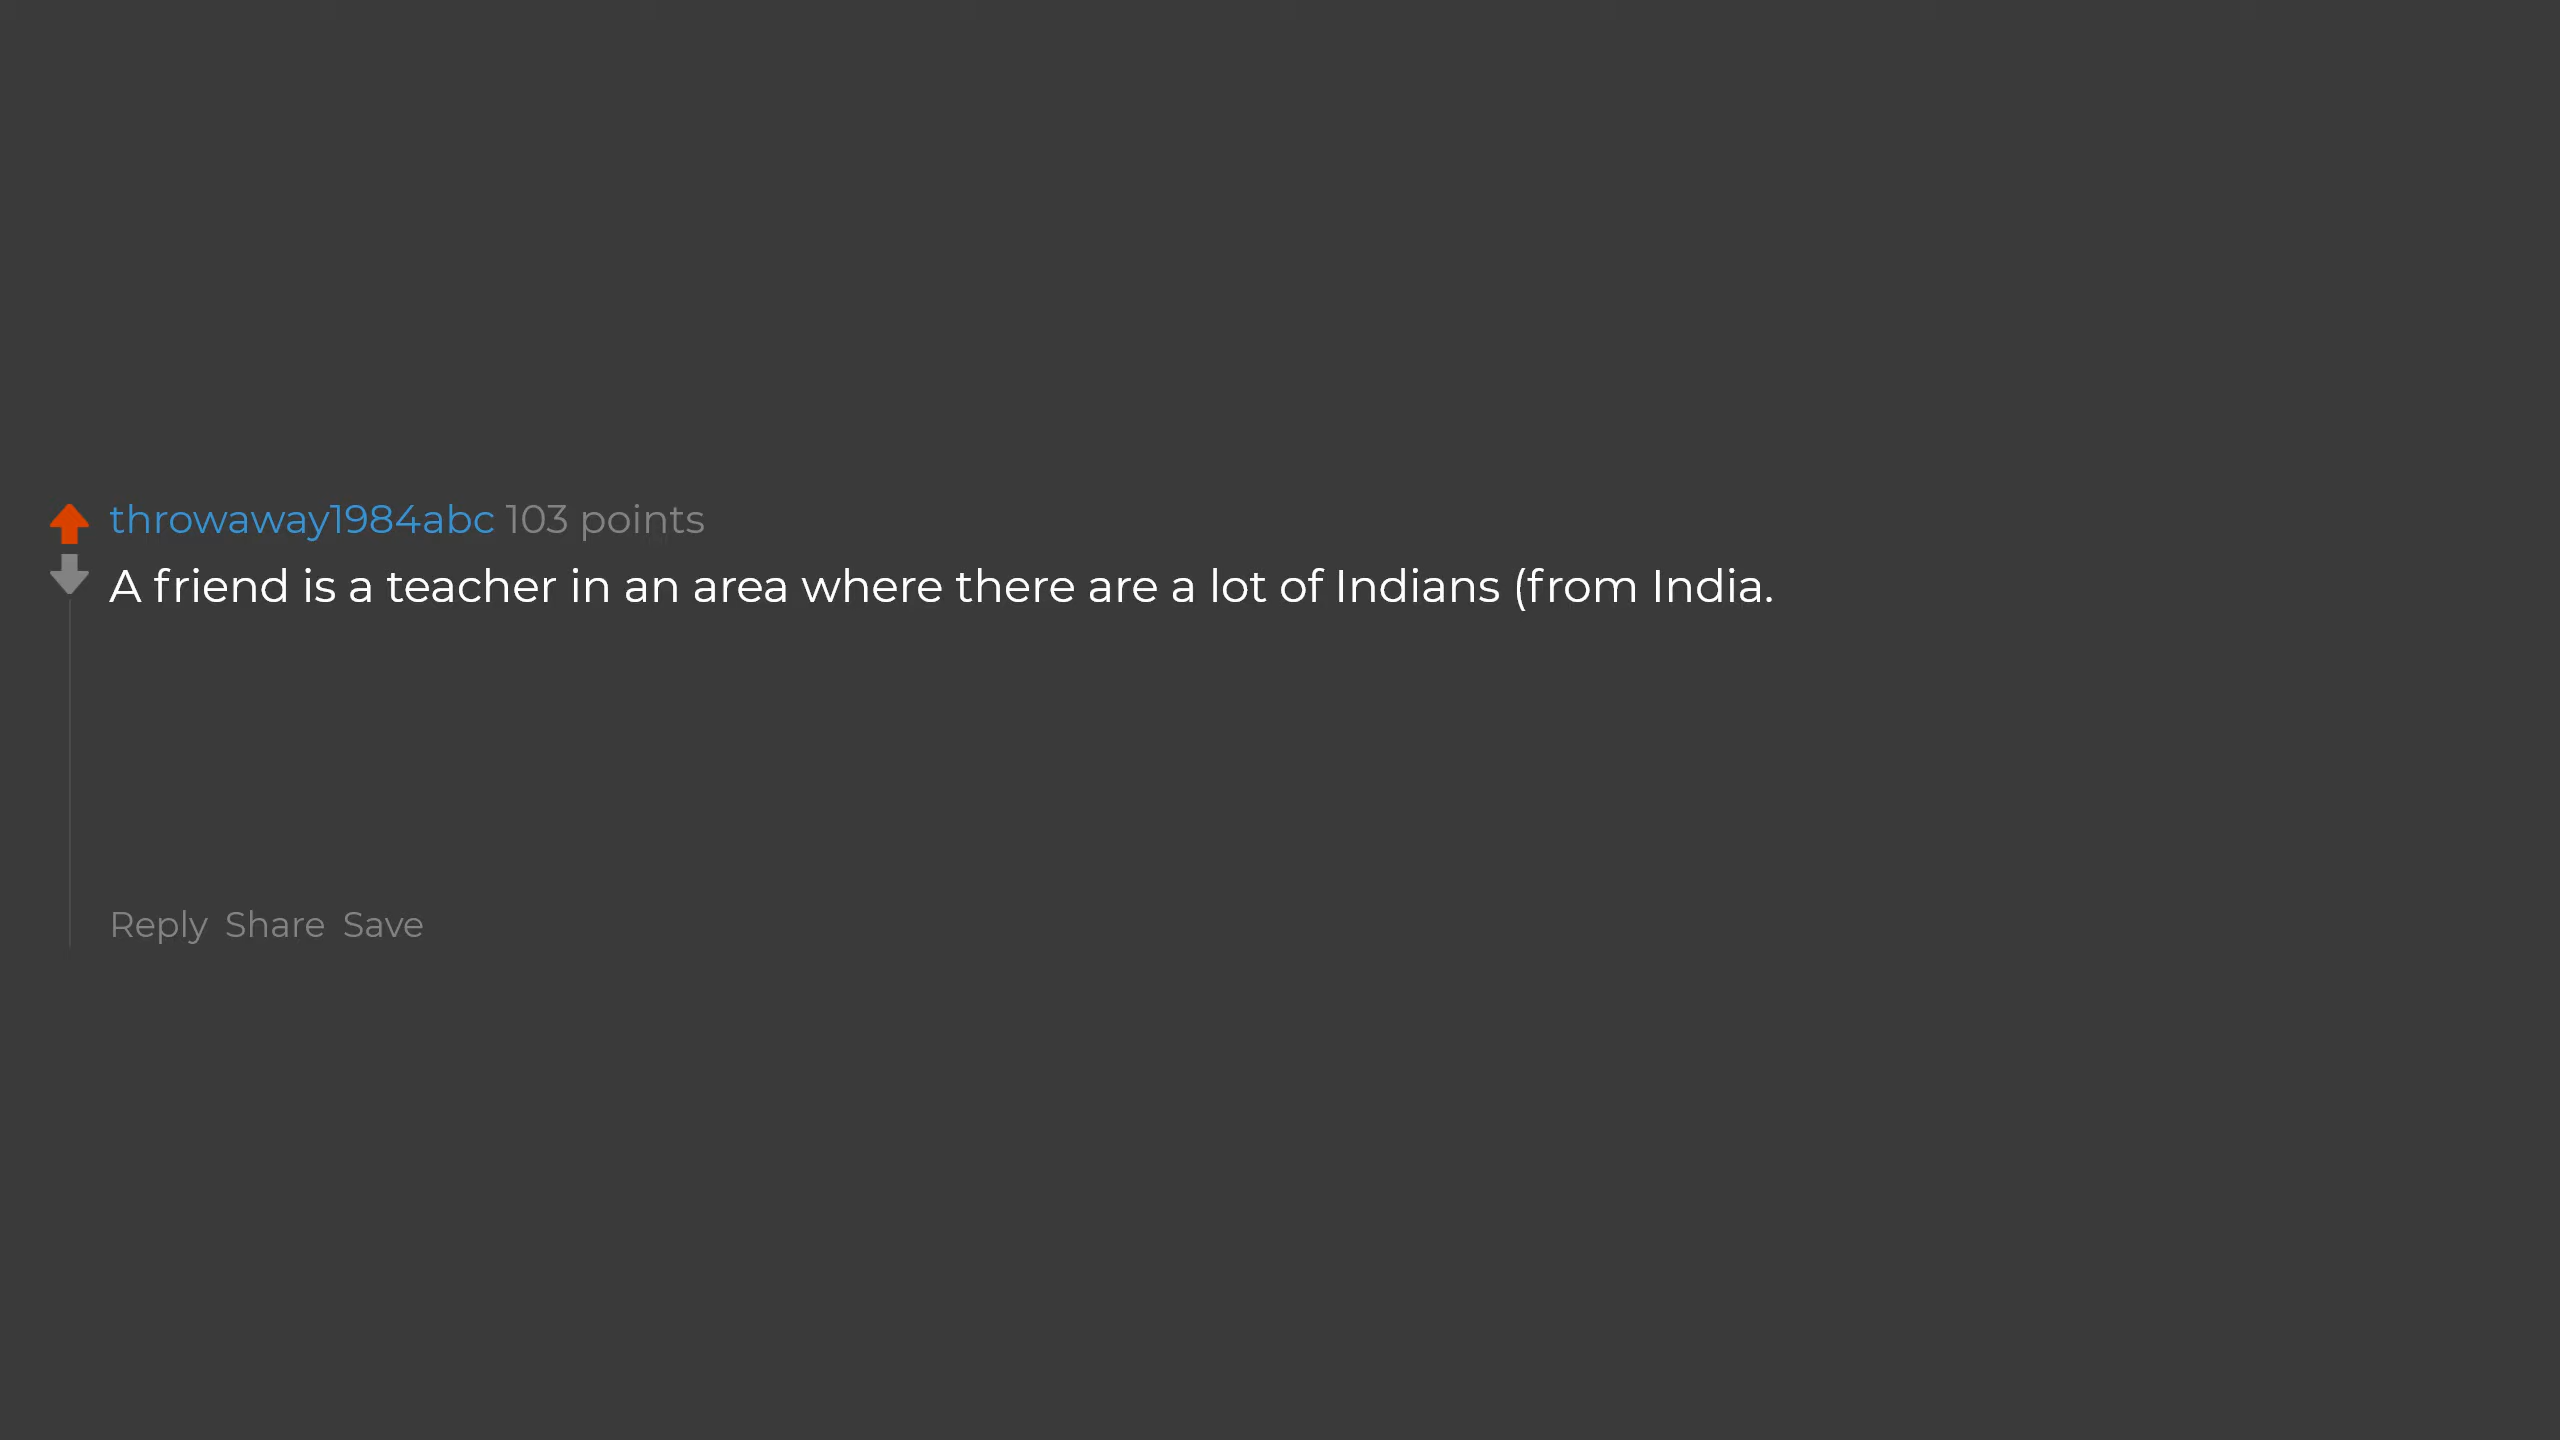 throwaway1984abc 103 points
A friend is a teacher in an area where there are a lot of Indians (from India.
Reply Share Save